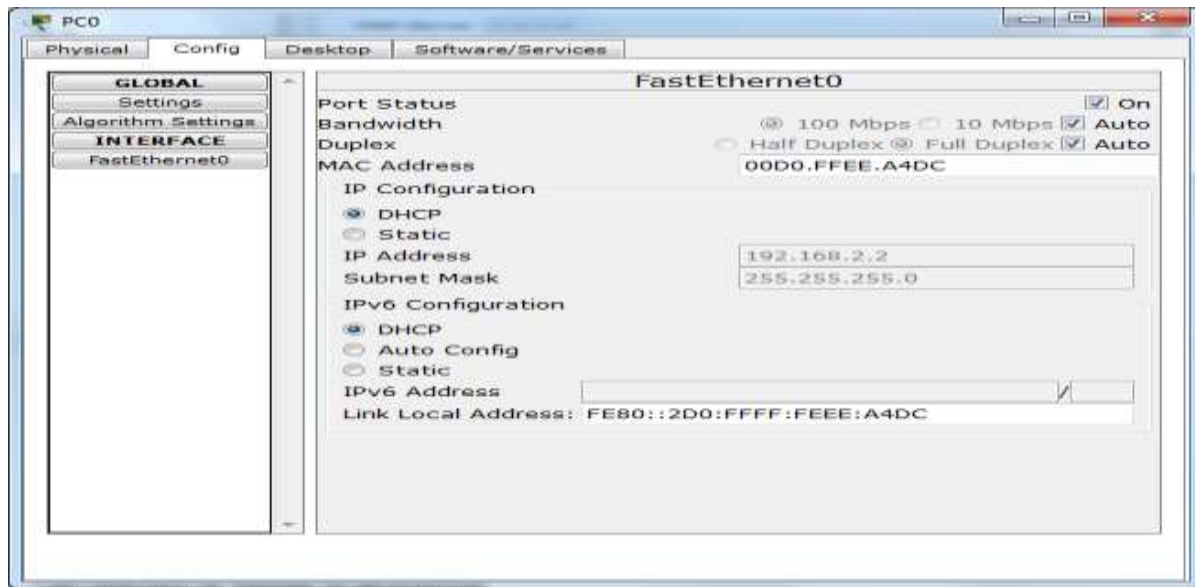 PC0
Physical Config Desktop Software/Services
GLOBAL
Settings
Algorithm Settings
INTERFACE
FastEthernet0
FastEthernet0
Port Status On
Bandwidth 100 Mbps 10 Mbps Auto
Duplex Half Duplex Full Duplex Auto
MAC Address 00D0.FFEE.A4DC
IP Configuration
DHCP
Static
IP Address 192.168.2.2
Subnet Mask 255.255.255.0
IPv6 Configuration
DHCP
Auto Config
Static
IPv6 Address /
Link Local Address: FE80::2D0:FFFF:FEEE:A4DC